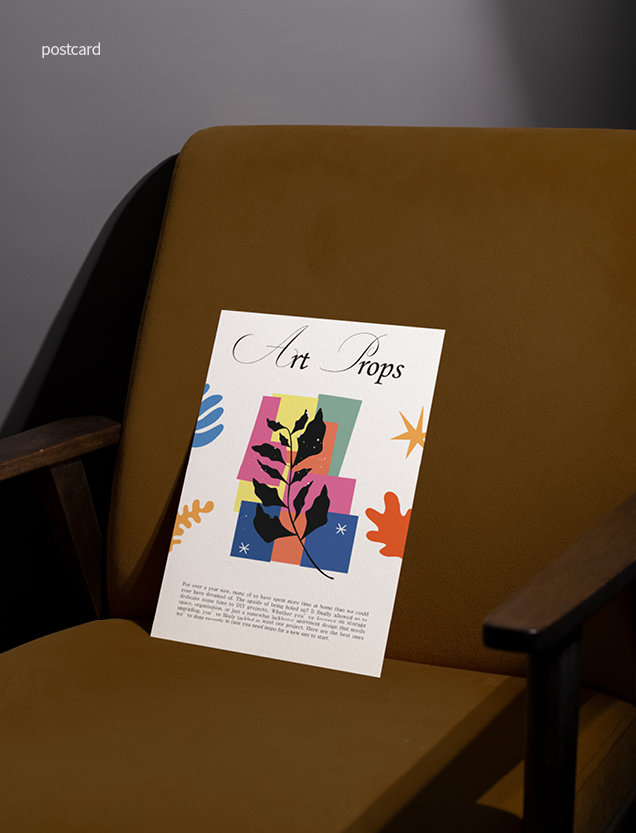 postcard
Art Props
For over a year now, many of us have spent more time at home than we could
ever have dreamed of. The upside of being holed up? It finally allowed us to
dedicate some time to DIY projects. Whether you've focused on storage
space, organization, or just a somewhat lackluster apartment design that needs
upgrading, you've likely tackled at least one project. Here are the best ones
we've done recently in case you need inspo for a new one to start.